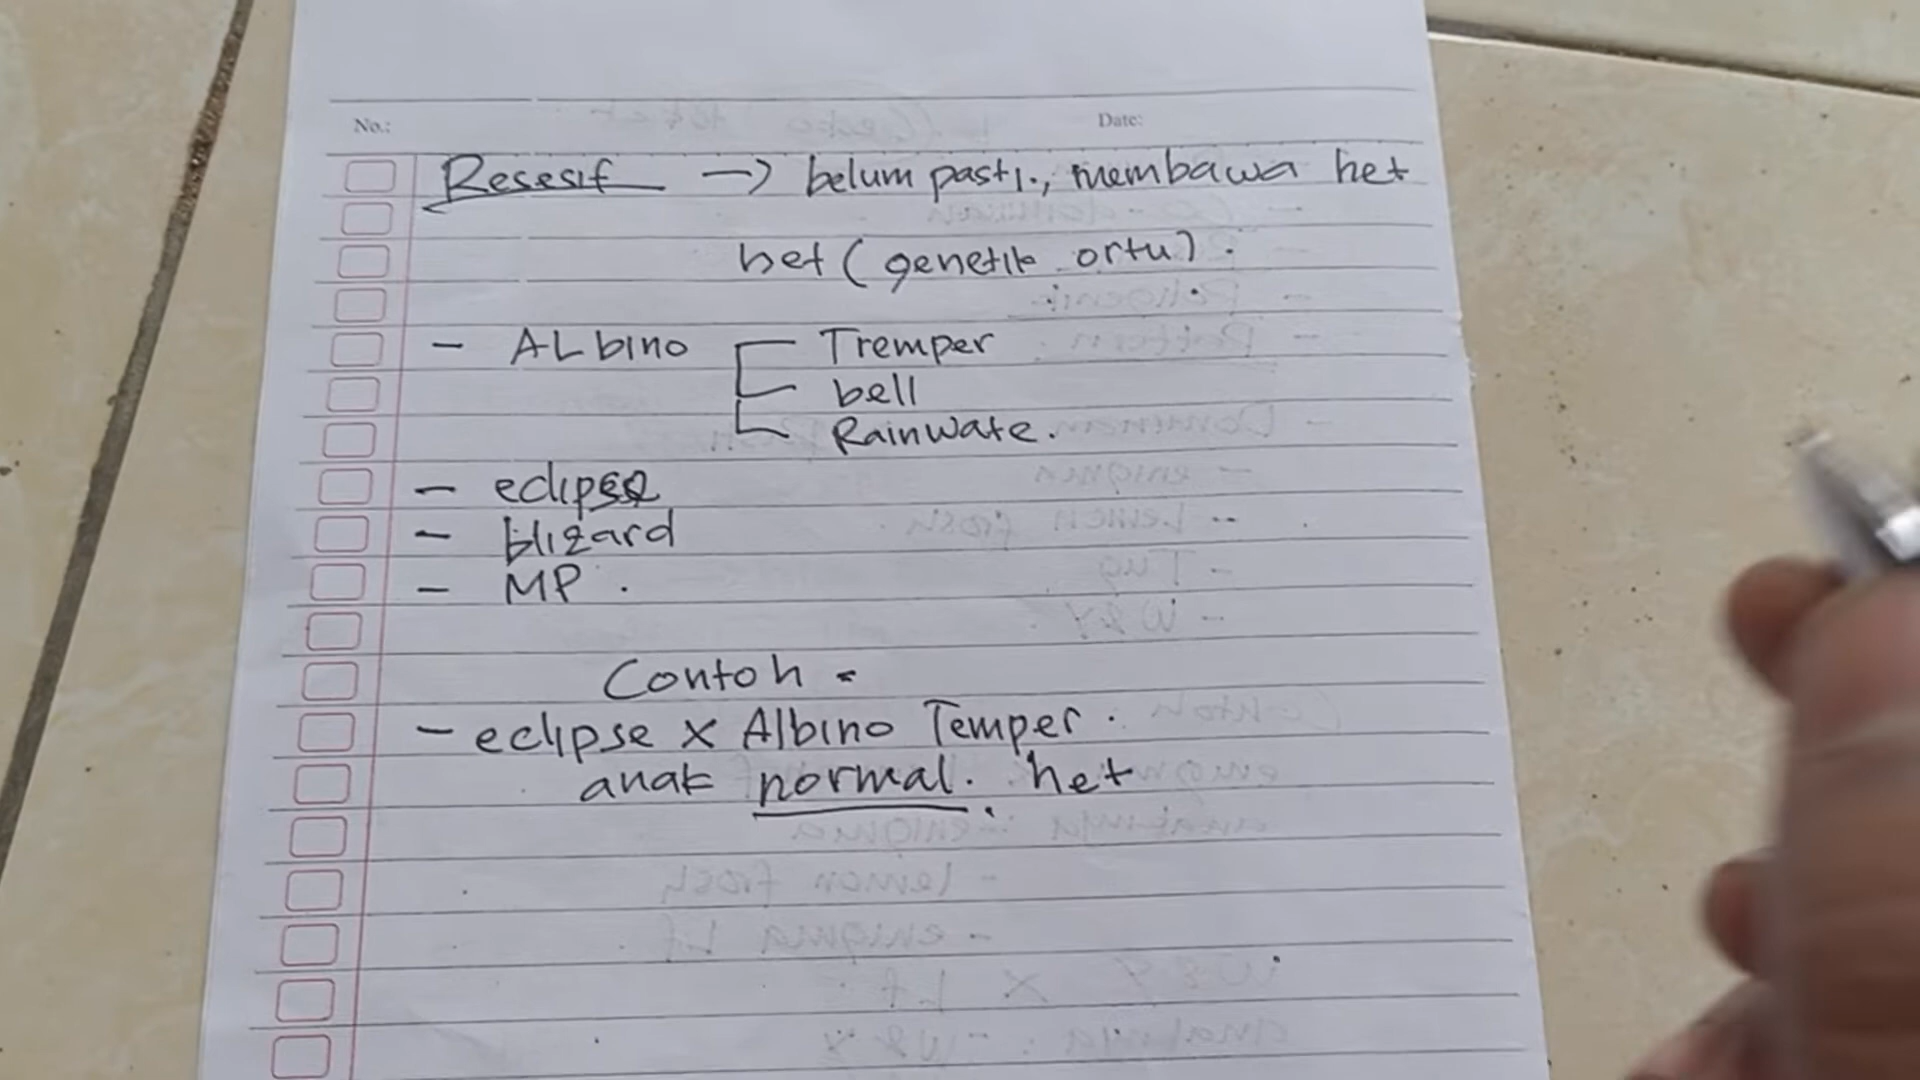 No.: Date:
Resesif → belum pasti., membawa het
het (genetik ortu).
- ALbino Tremper
bell
Rainwate.
- eclipse
- blizard
- MP.
Contoh -
- eclipse x Albino Temper.
anak normal. het